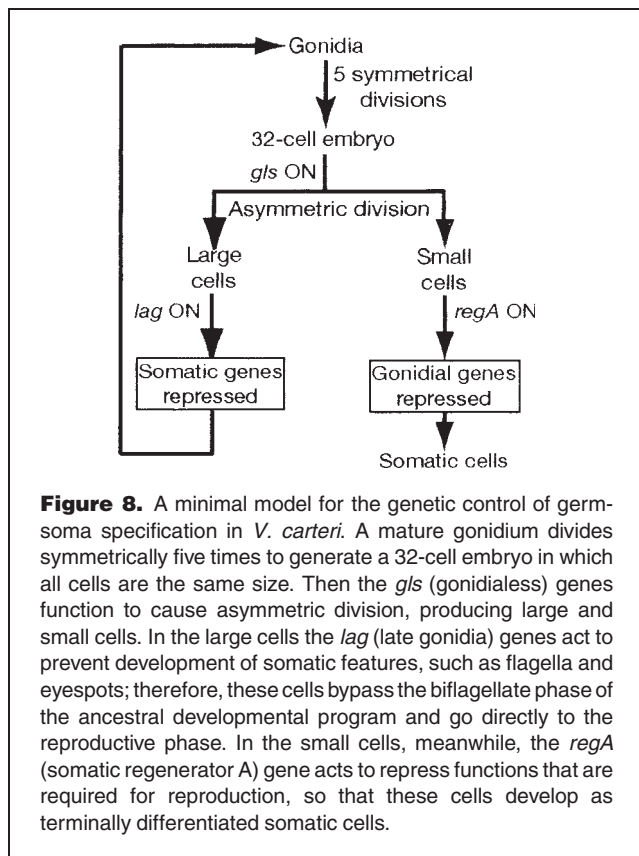 Gonidia
5 symmetrical
divisions
32-cell embryo
gls ON
Asymmetric division
Large
cells
Small
cells
lag ON
regA ON
Somatic genes
repressed
Gonidial genes
repressed
Somatic cells
Figure 8. A minimal model for the genetic control of germ-
soma specification in V. carteri. A mature gonidium divides
symmetrically five times to generate a 32-cell embryo in which
all cells are the same size. Then the gls (gonidialess) genes
function to cause asymmetric division, producing large and
small cells. In the large cells the lag (late gonidia) genes act to
prevent development of somatic features, such as flagella and
eyespots; therefore, these cells bypass the biflagellate phase of
the ancestral developmental program and go directly to the
reproductive phase. In the small cells, meanwhile, the regA
(somatic regenerator A) gene acts to repress functions that are
required for reproduction, so that these cells develop as
terminally differentiated somatic cells.